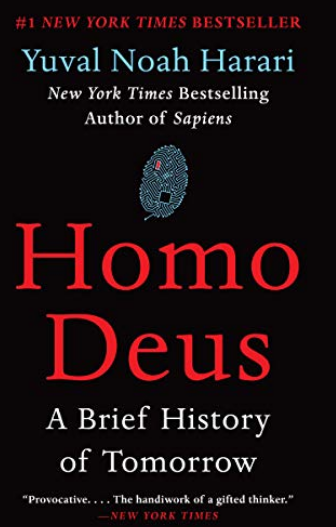 #1 NEW YORK TIMES BESTSELLER
Yuval Noah Harari
New York Times Bestselling
Author of Sapiens
Homo
Deus
A Brief History
of Tomorrow
“Provocative. . . . The handiwork of a gifted thinker.”
—NEW YORK TIMES